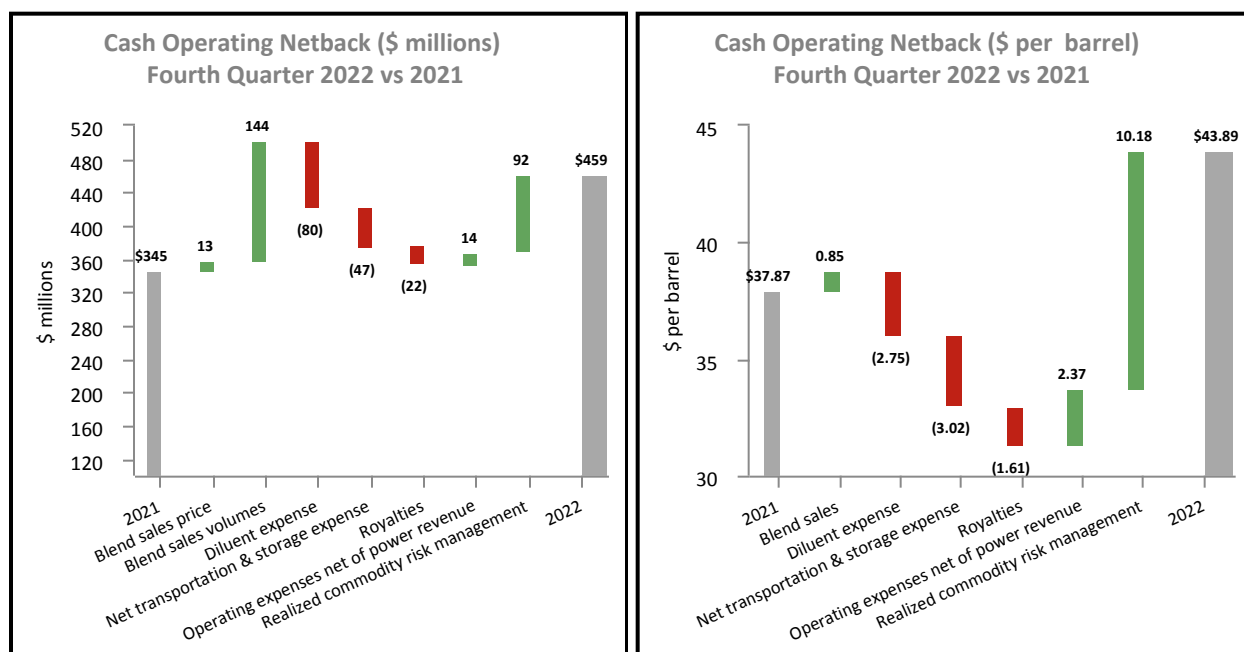 Cash Operating Netback ($ millions)
Fourth Quarter 2022 vs 2021
$ millions
520
480
440
400
360
320
280
240
200
160
120
$345
13
144
(80)
(47)
(22)
14
92
$459
2021
Blend sales price
Blend sales volumes
Diluent expense
Net transportation & storage expense
Royalties
Operating expenses net of power revenue
Realized commodity risk management
2022
Cash Operating Netback ($ per barrel)
Fourth Quarter 2022 vs 2021
$ per barrel
45
40
35
30
$37.87
0.85
(2.75)
(3.02)
(1.61)
2.37
10.18
$43.89
2021
Blend sales
Diluent expense
Net transportation & storage expense
Royalties
Operating expenses net of power revenue
Realized commodity risk management
2022